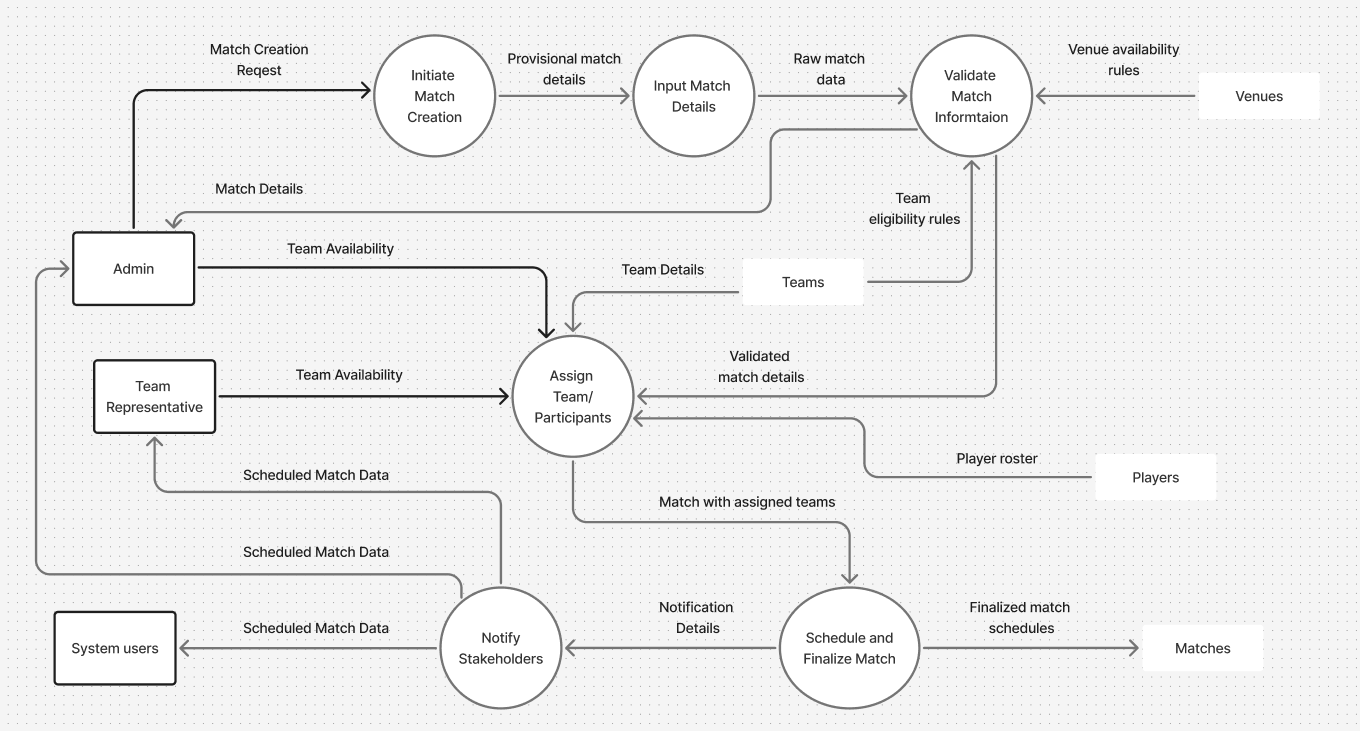 Match Creation
Reqest
Initiate
Match
Creation
Provisional match
details
Input Match
Details
Raw match
data
Validate
Match
Informtaion
Venue availability
rules
Venues
Match Details
Team
eligibility rules
Admin
Team Availability
Team Details
Teams
Team
Representative
Team Availability
Assign
Team/
Participants
Validated
match details
Player roster
Players
Scheduled Match Data
Match with assigned teams
Scheduled Match Data
System users
Scheduled Match Data
Notify
Stakeholders
Notification
Details
Schedule and
Finalize Match
Finalized match
schedules
Matches